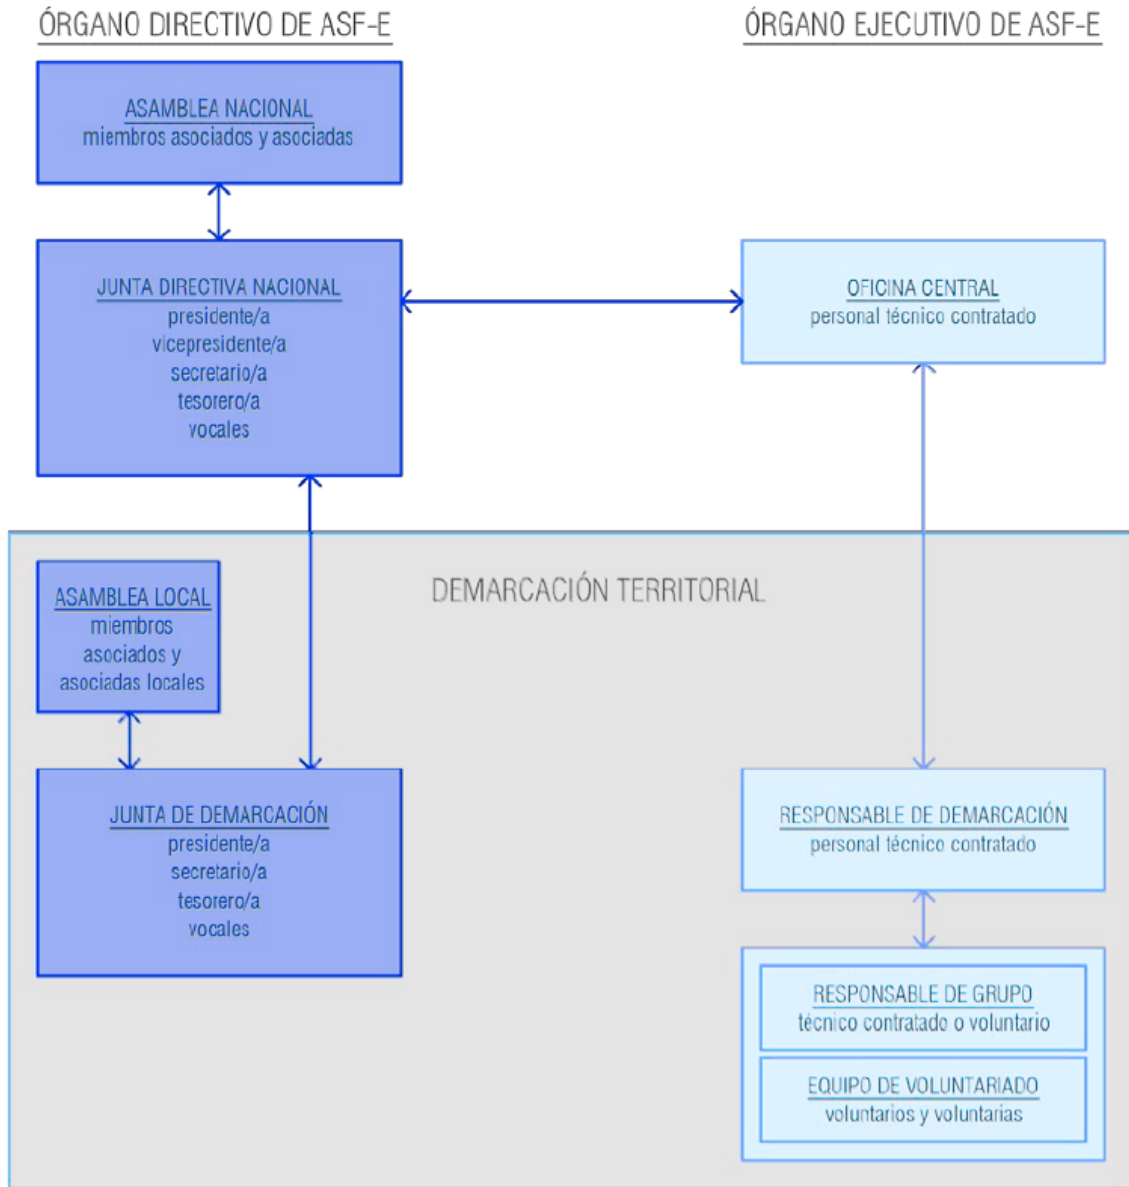 ÓRGANO DIRECTIVO DE ASF-E
ÓRGANO EJECUTIVO DE ASF-E
ASAMBLEA NACIONAL
miembros asociados y asociadas
JUNTA DIRECTIVA NACIONAL
presidente/a
vicepresidente/a
secretario/a
tesorero/a
vocales
OFICINA CENTRAL
personal técnico contratado
DEMARCACIÓN TERRITORIAL
ASAMBLEA LOCAL
miembros
asociados y
asociadas locales
JUNTA DE DEMARCACIÓN
presidente/a
secretario/a
tesorero/a
vocales
RESPONSABLE DE DEMARCACIÓN
personal técnico contratado
RESPONSABLE DE GRUPO
técnico contratado o voluntario
EQUIPO DE VOLUNTARIADO
voluntarios y voluntarias